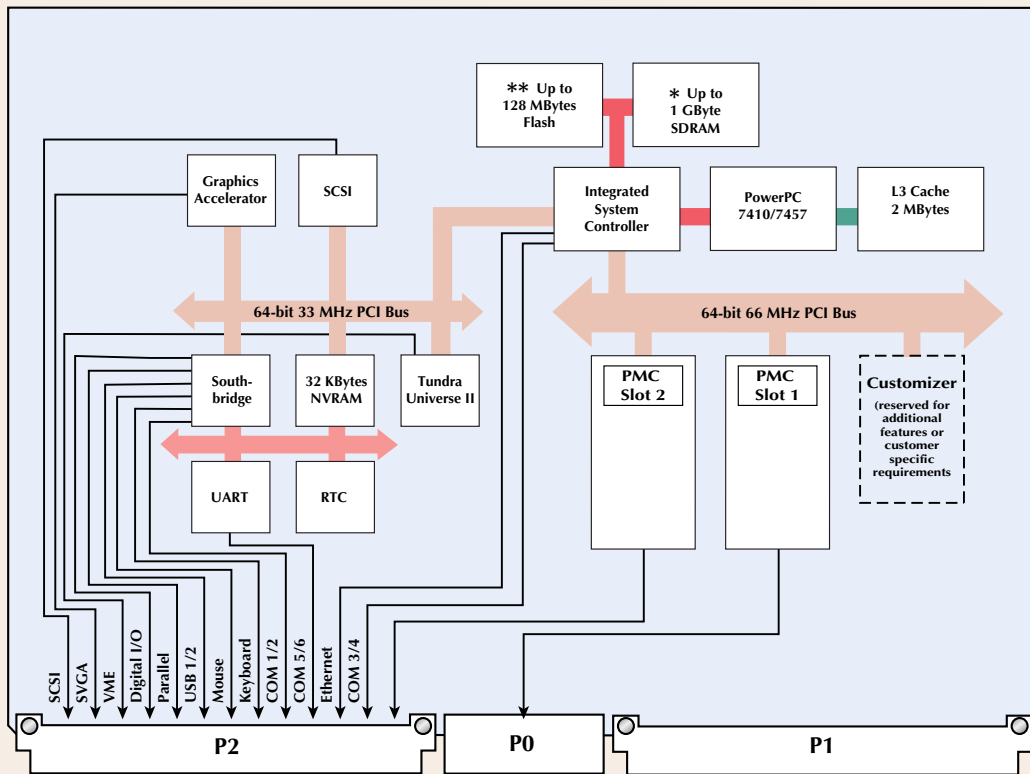 ** Up to
128 MBytes
Flash
* Up to
1 GByte
SDRAM
Graphics
Accelerator
SCSI
Integrated
System
Controller
PowerPC
7410/7457
L3 Cache
2 MBytes
64-bit 33 MHz PCI Bus
64-bit 66 MHz PCI Bus
South-
bridge
32 KBytes
NVRAM
Tundra
Universe II
PMC
Slot 2
PMC
Slot 1
Customizer
(reserved for
additional
features or
customer
specific
requirements
UART
RTC
SCSI
SVGA
VME
Digital I/O
Parallel
USB 1/2
Mouse
Keyboard
COM 1/2
COM 5/6
Ethernet
COM 3/4
P2
P0
P1